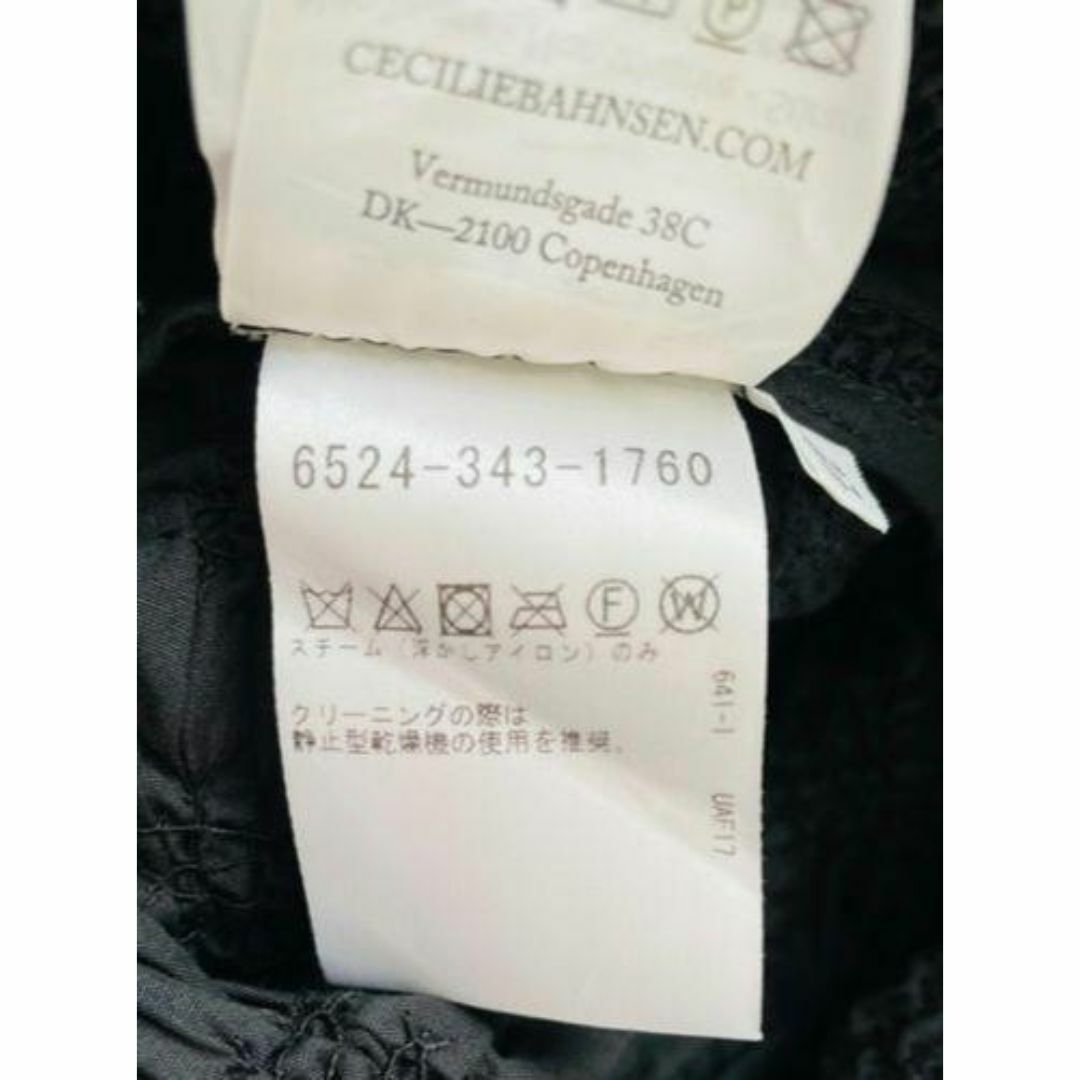 CECILIEBAHNSEN.COM
Vermundsgade 38C
DK—2100 Copenhagen
6524-343-1760
スチーム（浮かしアイロン）のみ
クリーニングの際は
静止型乾燥機の使用を推奨。
641-1 UAF17